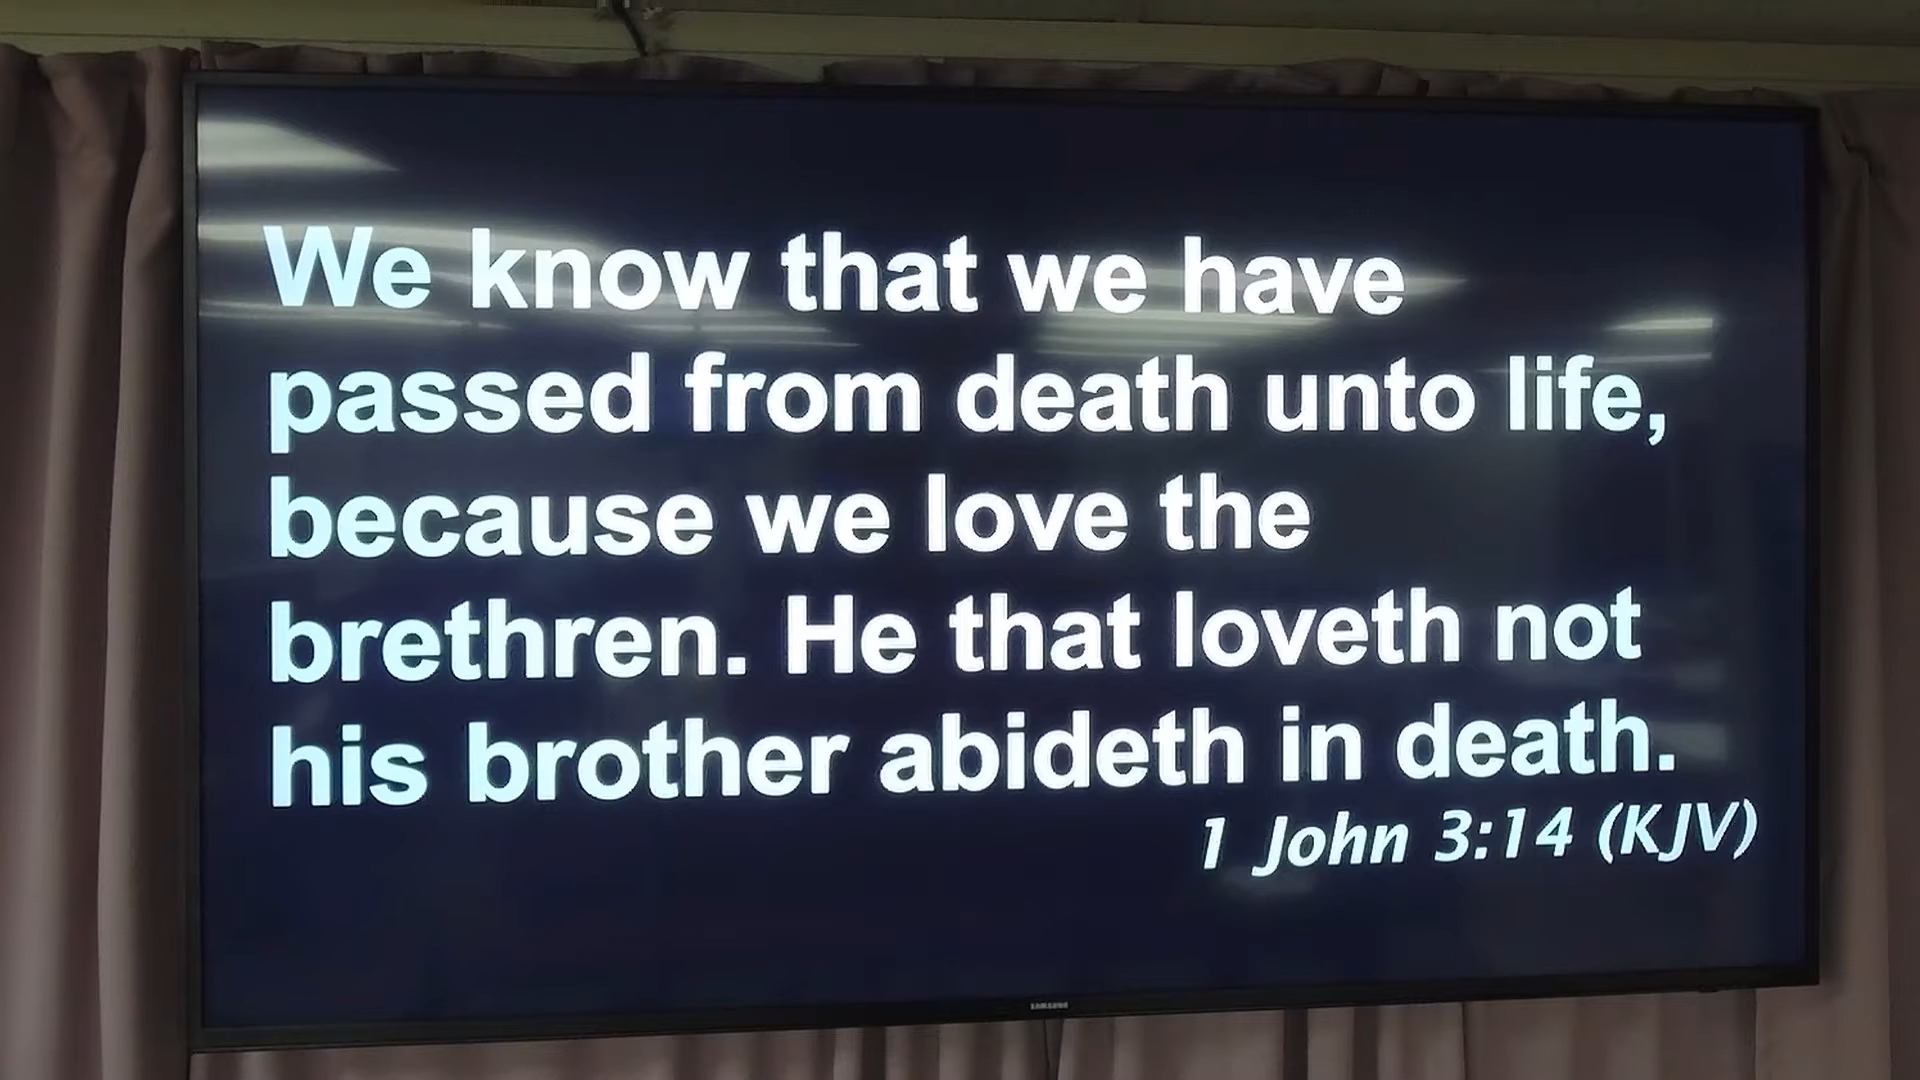 We know that we have
passed from death unto life,
because we love the
brethren. He that loveth not
his brother abideth in death.
1 John 3:14 (KJV)
SAMSUNG